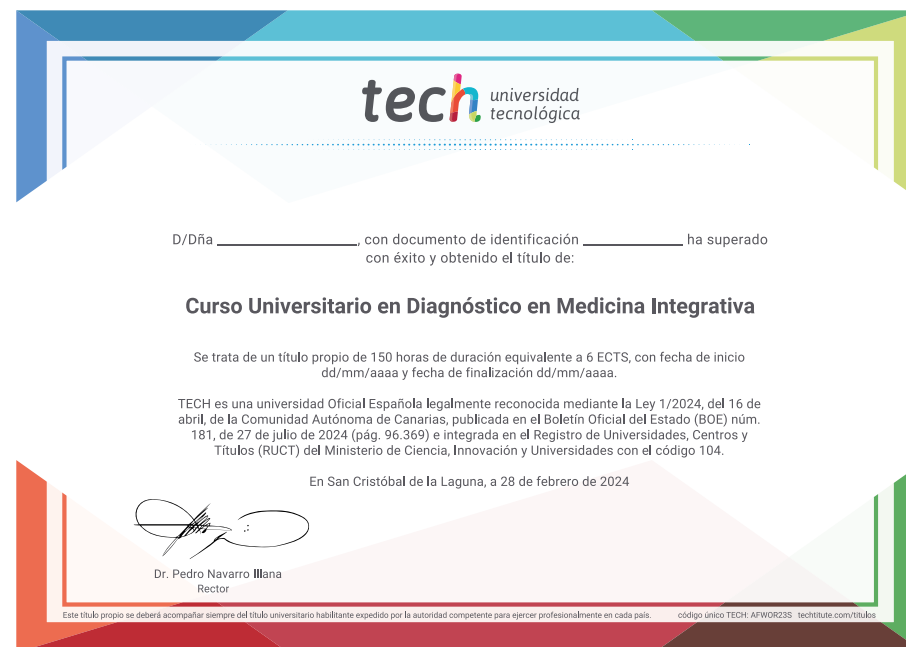 tech universidad
tecnológica
D/Dña ____________________, con documento de identificación ______________ ha superado
con éxito y obtenido el título de:
Curso Universitario en Diagnóstico en Medicina Integrativa
Se trata de un título propio de 150 horas de duración equivalente a 6 ECTS, con fecha de inicio
dd/mm/aaaa y fecha de finalización dd/mm/aaaa.
TECH es una universidad Oficial Española legalmente reconocida mediante la Ley 1/2024, del 16 de
abril, de la Comunidad Autónoma de Canarias, publicada en el Boletín Oficial del Estado (BOE) núm.
181, de 27 de julio de 2024 (pág. 96.369) e integrada en el Registro de Universidades, Centros y
Títulos (RUCT) del Ministerio de Ciencia, Innovación y Universidades con el código 104.
En San Cristóbal de la Laguna, a 28 de febrero de 2024
Dr. Pedro Navarro Illana
Rector
Este título propio se deberá acompañar siempre del título universitario habilitante expedido por la autoridad competente para ejercer profesionalmente en cada país. código único TECH: AFWOR23S techtitute.com/titulos